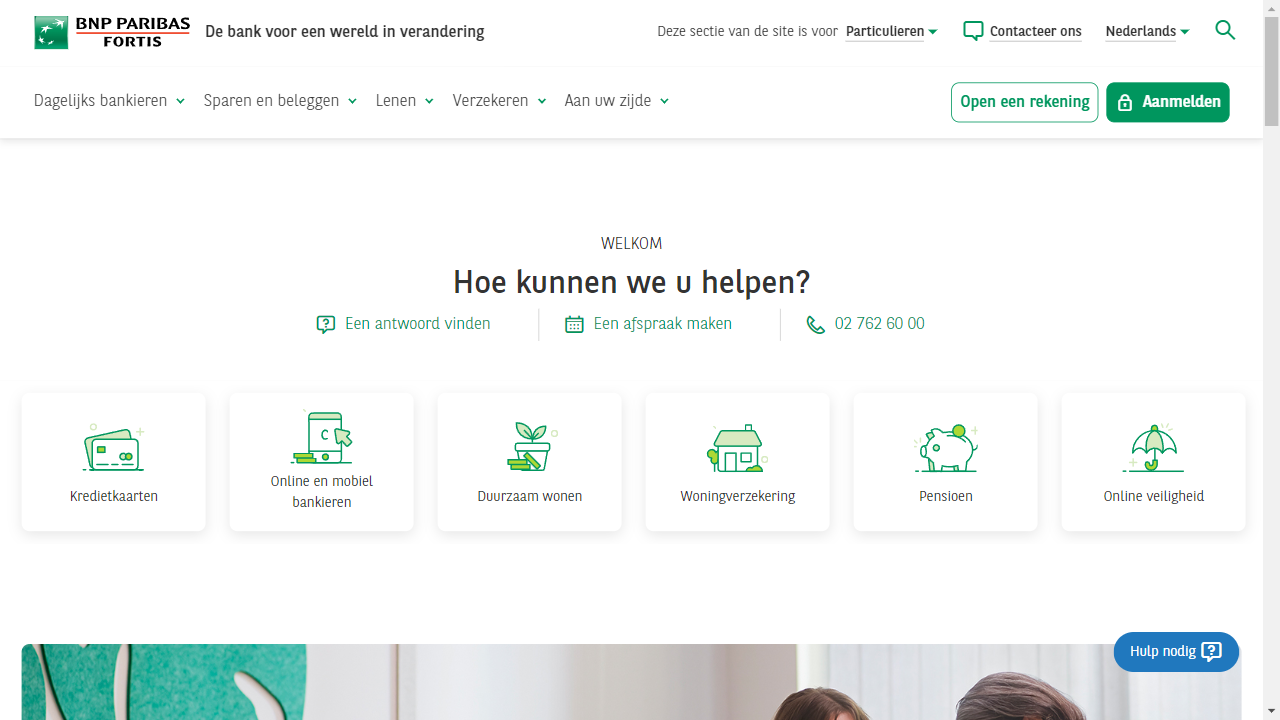 BNP PARIBAS
FORTIS
De bank voor een wereld in verandering
Deze sectie van de site is voor Particulieren
Contacteer ons
Nederlands
Dagelijks bankieren
Sparen en beleggen
Lenen
Verzekeren
Aan uw zijde
Open een rekening
Aanmelden
WELKOM
Hoe kunnen we u helpen?
Een antwoord vinden
Een afspraak maken
02 762 60 00
Kredietkaarten
Online en mobiel
bankieren
Duurzaam wonen
Woningverzekering
Pensioen
Online veiligheid
Hulp nodig